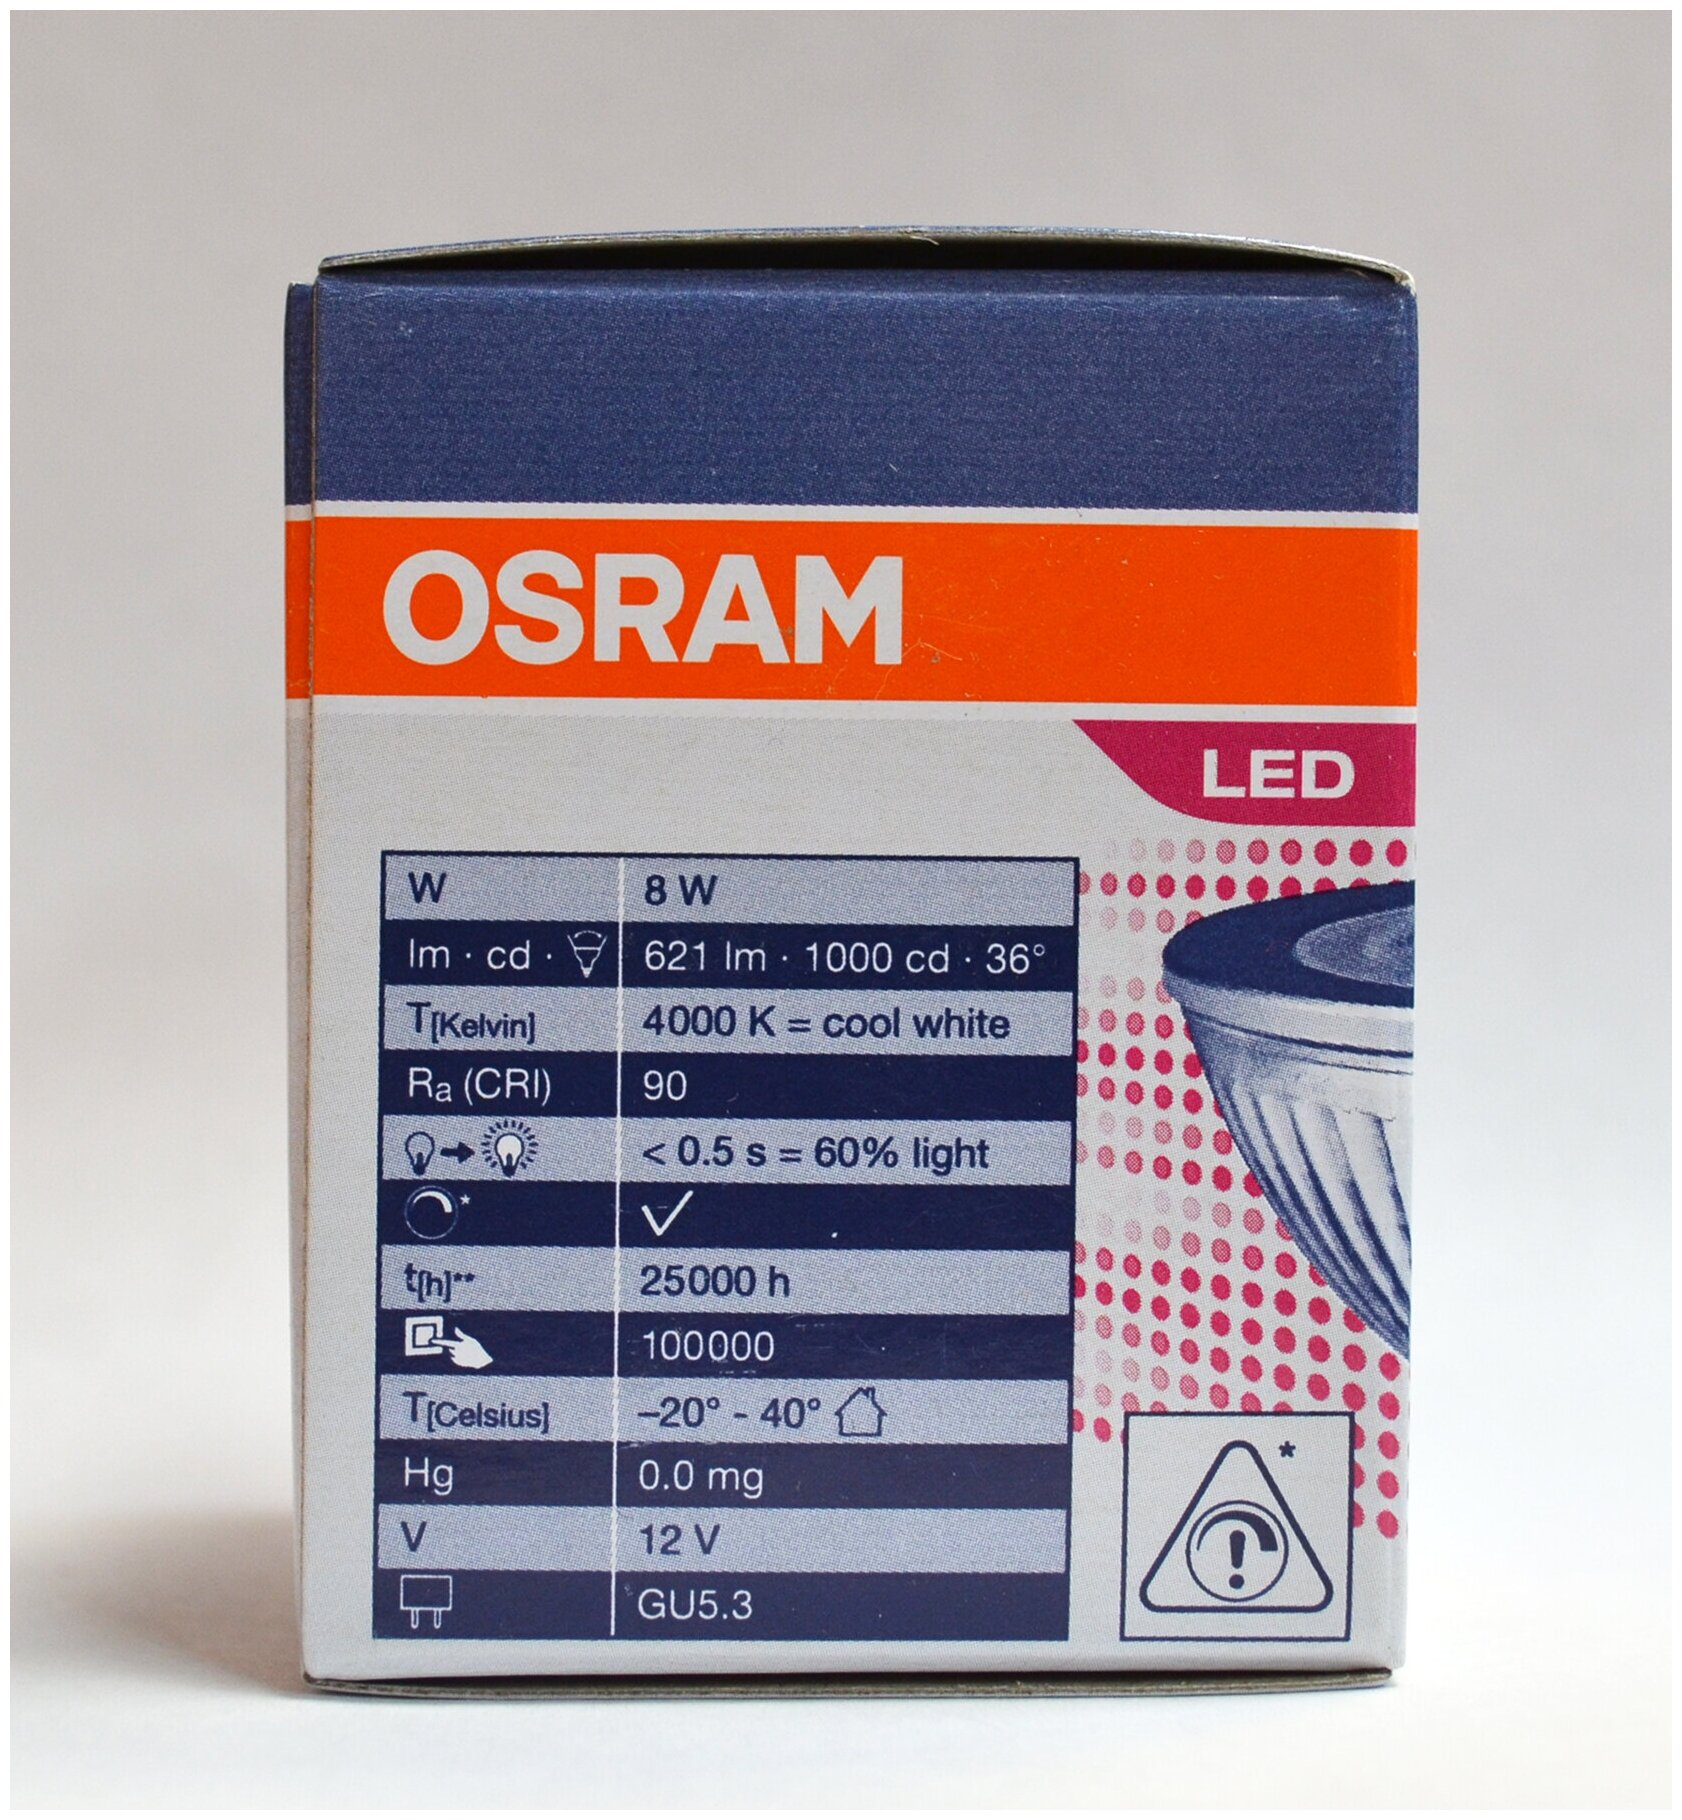 OSRAM
LED
W 8 W
lm · cd · 621 lm · 1000 cd · 36°
T[Kelvin] 4000 K = cool white
Ra (CRI) 90
< 0.5 s = 60% light
* ✓
t[h]** 25000 h
100000
T[Celsius] –20° - 40°
Hg 0.0 mg
V 12 V
GU5.3
*
!